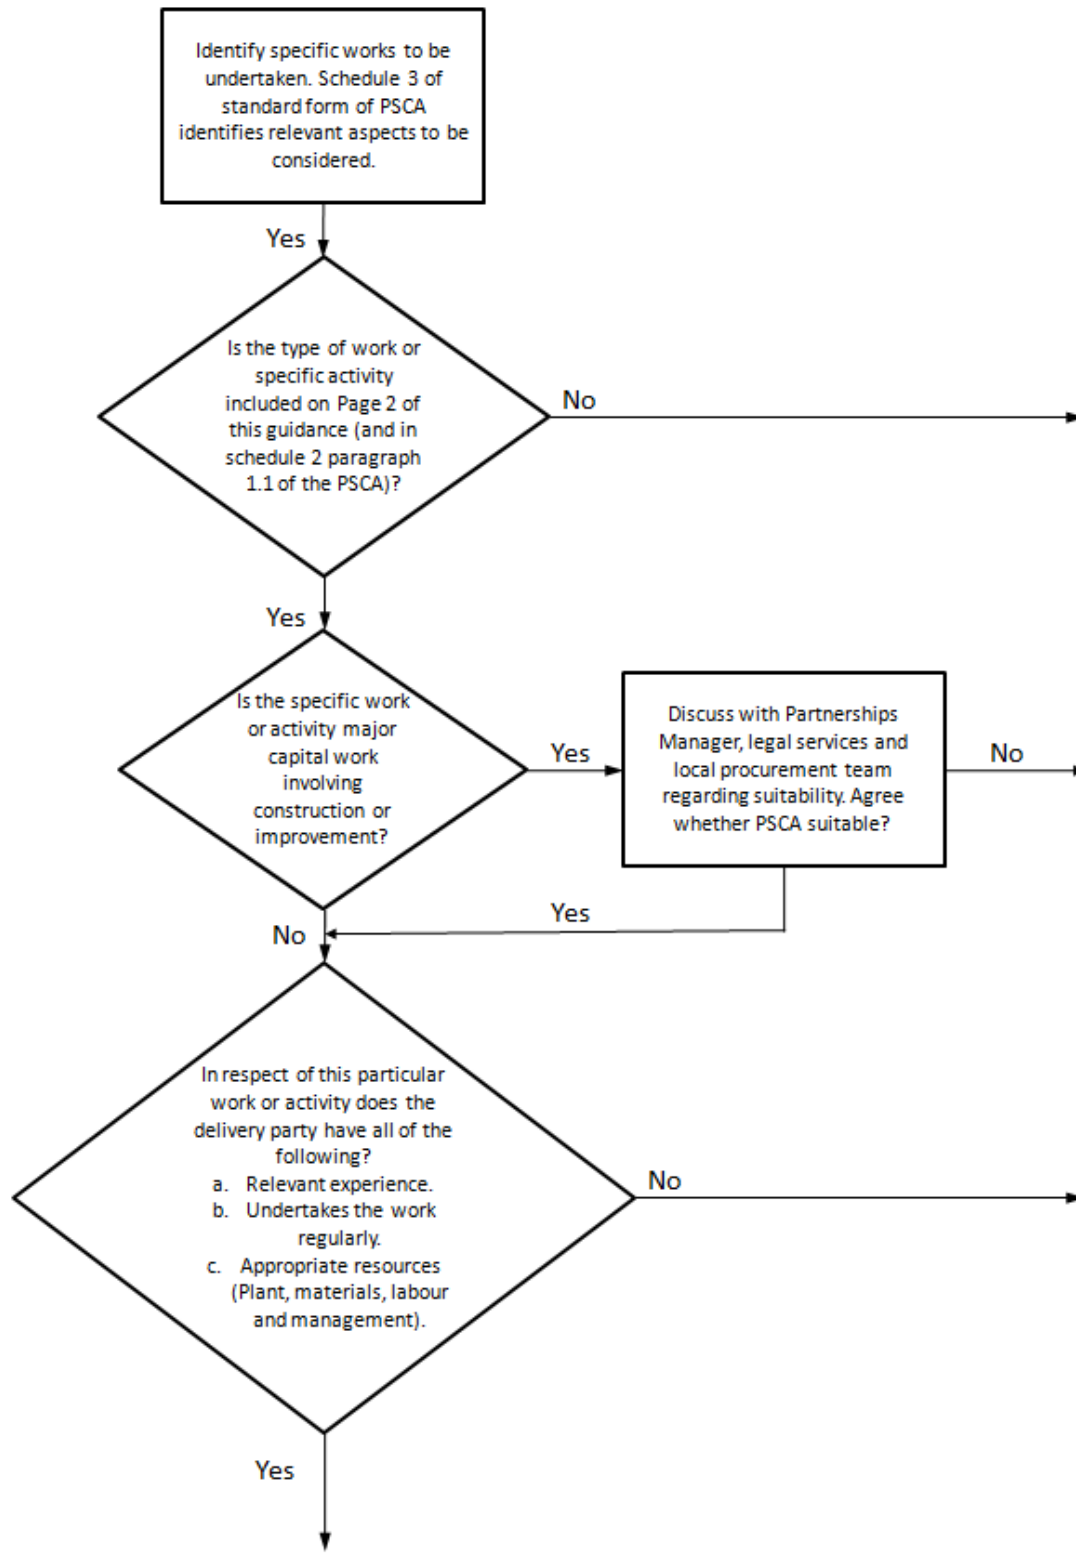 Identify specific works to be
undertaken. Schedule 3 of
standard form of PSCA
identifies relevant aspects to be
considered.
Yes
Is the type of work or
specific activity
included on Page 2 of
this guidance (and in
schedule 2 paragraph
1.1 of the PSCA)?
No
Yes
Is the specific work
or activity major
capital work
involving
construction or
improvement?
Yes
Discuss with Partnerships
Manager, legal services and
local procurement team
regarding suitability. Agree
whether PSCA suitable?
No
Yes
No
In respect of this particular
work or activity does the
delivery party have all of the
following?
a. Relevant experience.
b. Undertakes the work
regularly.
c. Appropriate resources
(Plant, materials, labour
and management).
No
Yes